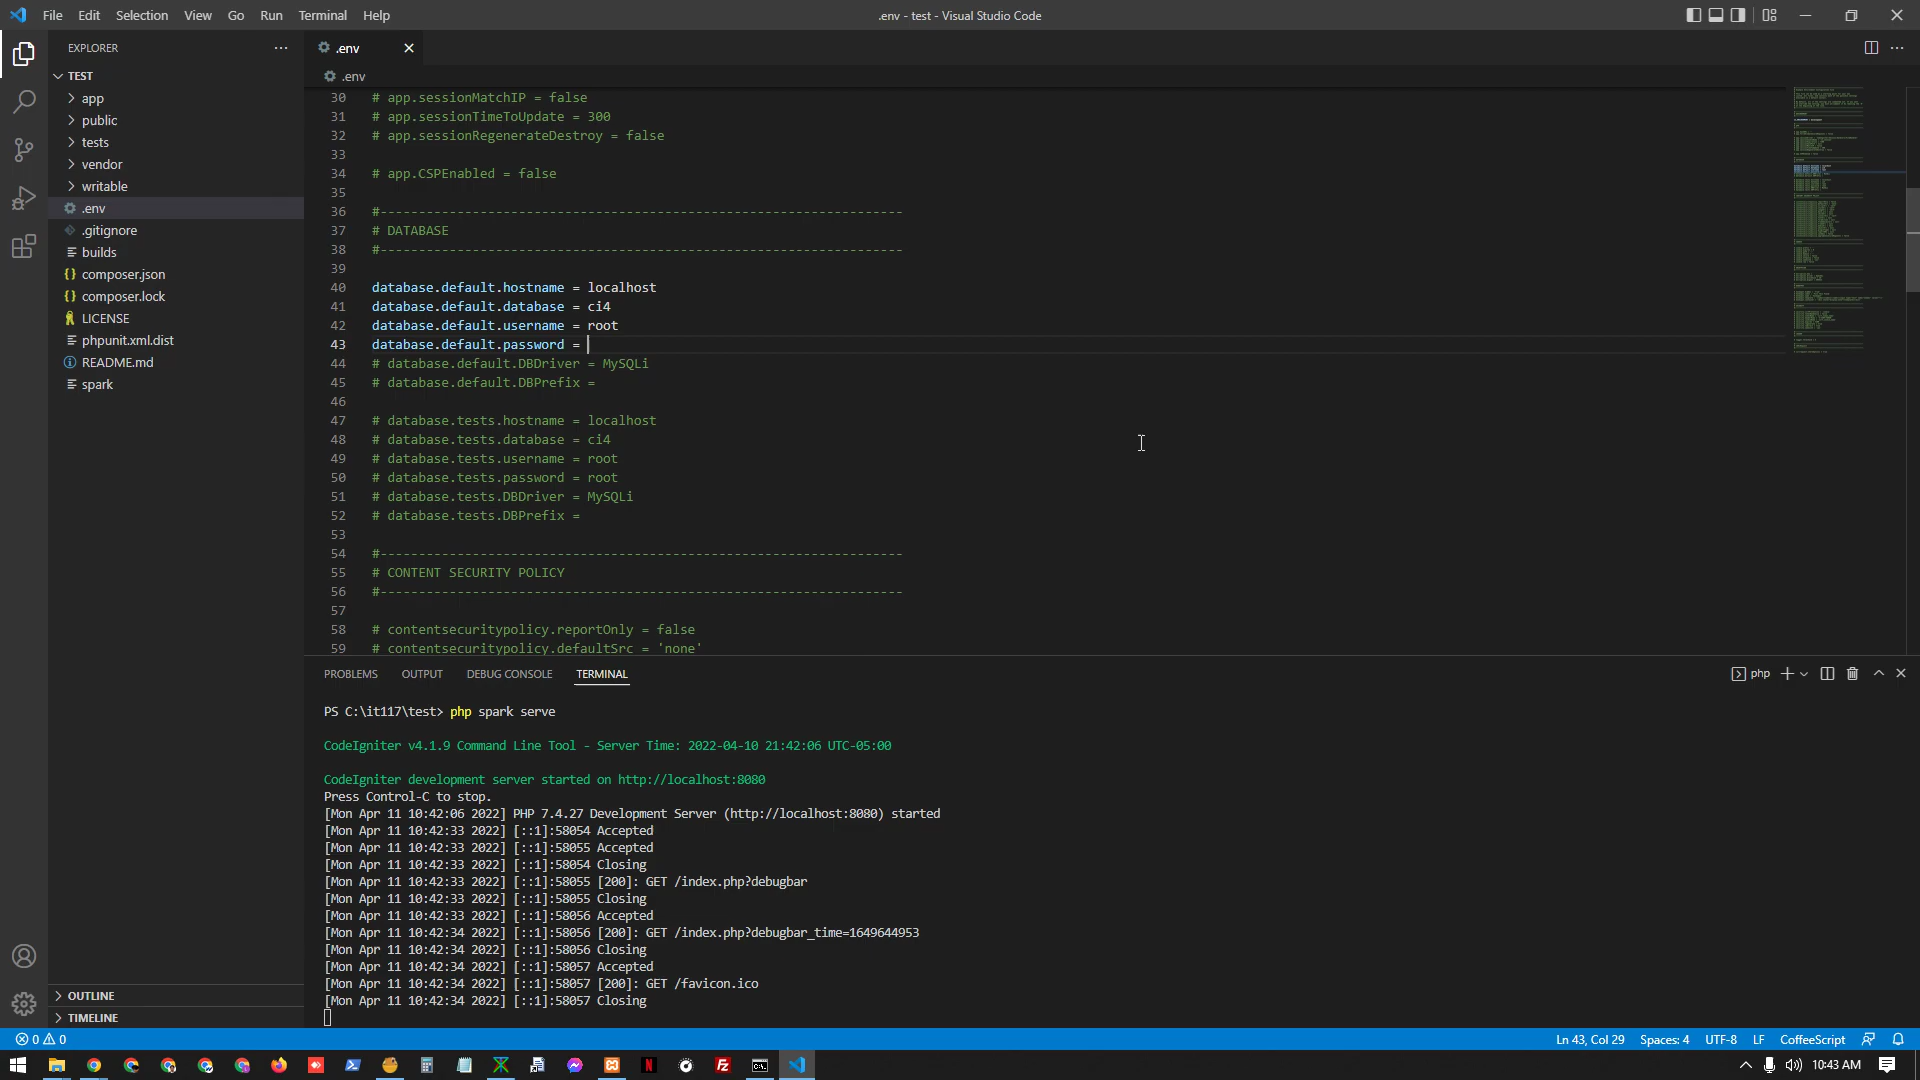 File Edit Selection View Go Run Terminal Help
.env - test - Visual Studio Code
EXPLORER
TEST
app
public
tests
vendor
writable
.env
.gitignore
builds
composer.json
composer.lock
LICENSE
phpunit.xml.dist
README.md
spark
OUTLINE
TIMELINE
.env
.env
30 # app.sessionMatchIP = false
31 # app.sessionTimeToUpdate = 300
32 # app.sessionRegenerateDestroy = false
33
34 # app.CSPEnabled = false
35
36 #--------------------------------------------------------------------
37 # DATABASE
38 #--------------------------------------------------------------------
39
40 database.default.hostname = localhost
41 database.default.database = ci4
42 database.default.username = root
43 database.default.password =
44 # database.default.DBDriver = MySQLi
45 # database.default.DBPrefix =
46
47 # database.tests.hostname = localhost
48 # database.tests.database = ci4
49 # database.tests.username = root
50 # database.tests.password = root
51 # database.tests.DBDriver = MySQLi
52 # database.tests.DBPrefix =
53
54 #--------------------------------------------------------------------
55 # CONTENT SECURITY POLICY
56 #--------------------------------------------------------------------
57
58 # contentsecuritypolicy.reportOnly = false
59 # contentsecuritypolicy.defaultSrc = 'none'
PROBLEMS OUTPUT DEBUG CONSOLE TERMINAL
php
PS C:\it117\test> php spark serve
CodeIgniter v4.1.9 Command Line Tool - Server Time: 2022-04-10 21:42:06 UTC-05:00
CodeIgniter development server started on http://localhost:8080
Press Control-C to stop.
[Mon Apr 11 10:42:06 2022] PHP 7.4.27 Development Server (http://localhost:8080) started
[Mon Apr 11 10:42:33 2022] [::1]:58054 Accepted
[Mon Apr 11 10:42:33 2022] [::1]:58055 Accepted
[Mon Apr 11 10:42:33 2022] [::1]:58054 Closing
[Mon Apr 11 10:42:33 2022] [::1]:58055 [200]: GET /index.php?debugbar
[Mon Apr 11 10:42:33 2022] [::1]:58055 Closing
[Mon Apr 11 10:42:33 2022] [::1]:58056 Accepted
[Mon Apr 11 10:42:34 2022] [::1]:58056 [200]: GET /index.php?debugbar_time=1649644953
[Mon Apr 11 10:42:34 2022] [::1]:58056 Closing
[Mon Apr 11 10:42:34 2022] [::1]:58057 Accepted
[Mon Apr 11 10:42:34 2022] [::1]:58057 [200]: GET /favicon.ico
[Mon Apr 11 10:42:34 2022] [::1]:58057 Closing
0 0
Ln 43, Col 29 Spaces: 4 UTF-8 LF CoffeeScript
10:43 AM